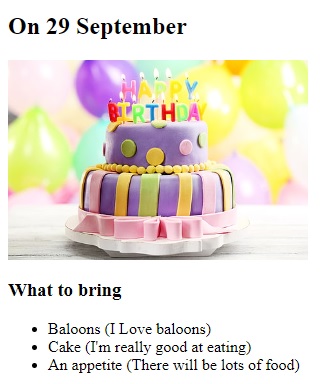 On 29 September
HAPPY
BIRTHDAY
What to bring
Baloons (I Love baloons)
Cake (I'm really good at eating)
An appetite (There will be lots of food)